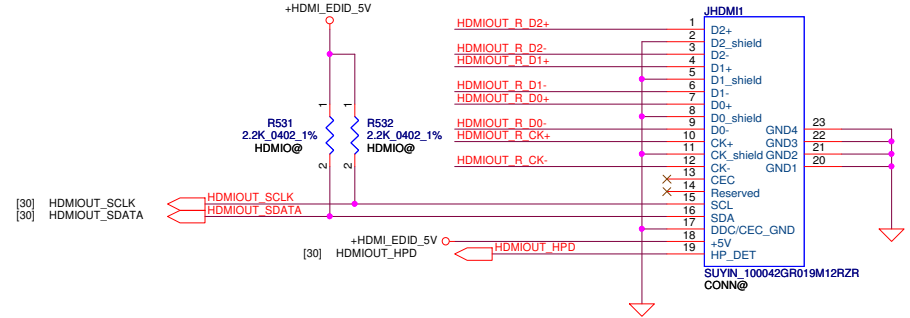 +HDMI_EDID_5V
JHDMI1
HDMIOUT_R_D2+ 1 D2+
2 D2_shield
HDMIOUT_R_D2- 3 D2-
HDMIOUT_R_D1+ 4 D1+
5 D1_shield
HDMIOUT_R_D1- 6 D1-
HDMIOUT_R_D0+ 7 D0+
8 D0_shield
HDMIOUT_R_D0- 9 D0- GND4 23
HDMIOUT_R_CK+ 10 CK+ GND3 22
11 CK_shield GND2 21
HDMIOUT_R_CK- 12 CK- GND1 20
13 CEC
14 Reserved
15 SCL
16 SDA
17 DDC/CEC_GND
18 +5V
19 HP_DET
1 1
R531 R532
2.2K_0402_1% 2.2K_0402_1%
HDMIO@ HDMIO@
2 2
[30] HDMIOUT_SCLK HDMIOUT_SCLK
[30] HDMIOUT_SDATA HDMIOUT_SDATA
+HDMI_EDID_5V
[30] HDMIOUT_HPD HDMIOUT_HPD
SUYIN_100042GR019M12RZR
CONN@